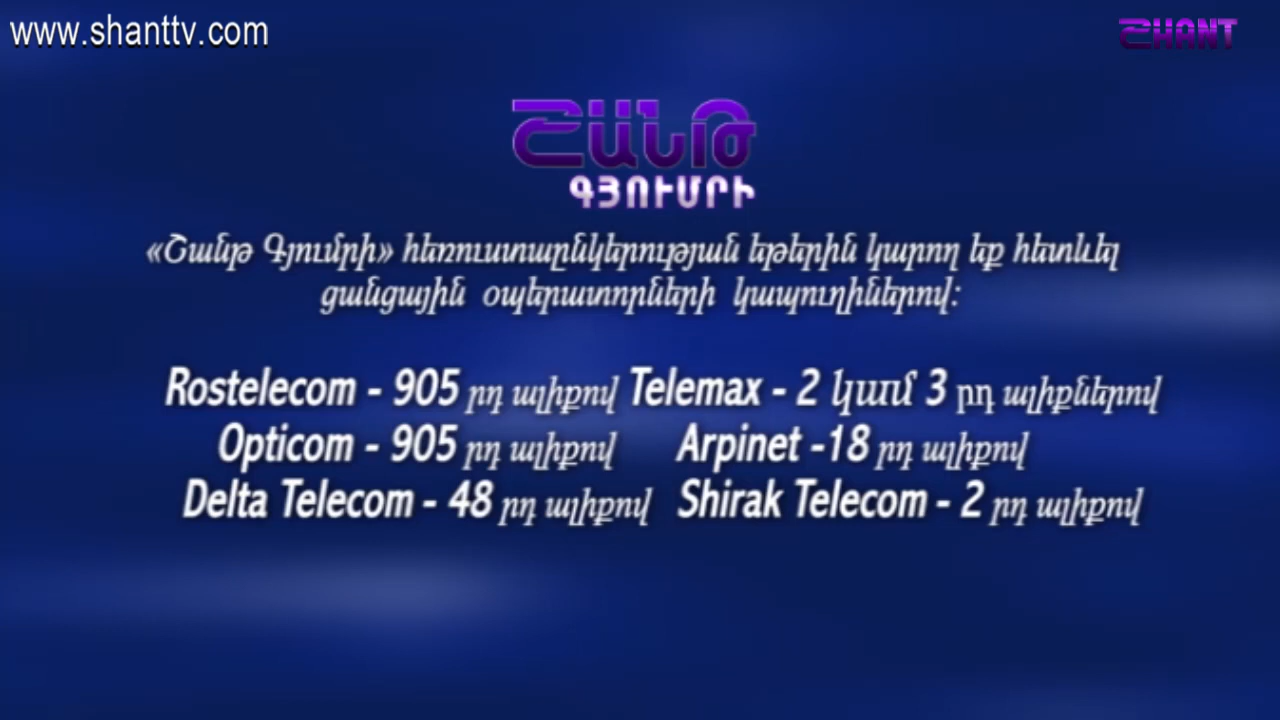 www.shanttv.com
SHANT
ՇԱՆԹ
ԳՅՈՒՄՐԻ
«Շանթ Գյումրի» հեռուստաընկերության եթերին կարող եք հետևել
ցանցային օպերատորների կապուղիներով:
Rostelecom - 905 րդ ալիքով Telemax - 2 կամ 3 րդ ալիքներով
Opticom - 905 րդ ալիքով Arpinet -18 րդ ալիքով
Delta Telecom - 48 րդ ալիքով Shirak Telecom - 2 րդ ալիքով